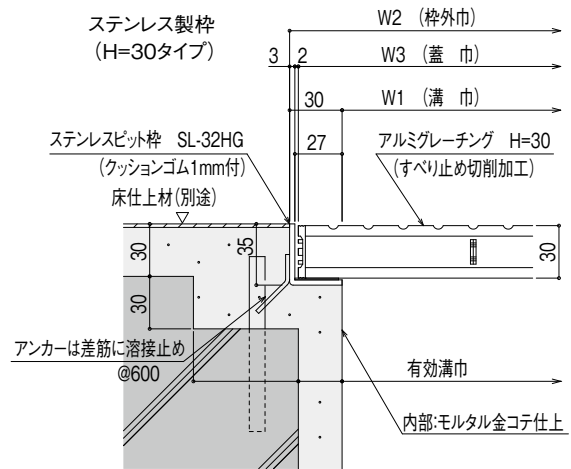 ステンレス製枠
(H=30タイプ)
W2 (枠外巾)
3 2 W3 (蓋 巾)
30 W1 (溝 巾)
27
ステンレスピット枠 SL-32HG
(クッションゴム1mm付)
床仕上材(別途)
アルミグレーチング H=30
(すべり止め切削加工)
30
35
30
30
アンカーは差筋に溶接止め
@600
有効溝巾
内部:モルタル金コテ仕上